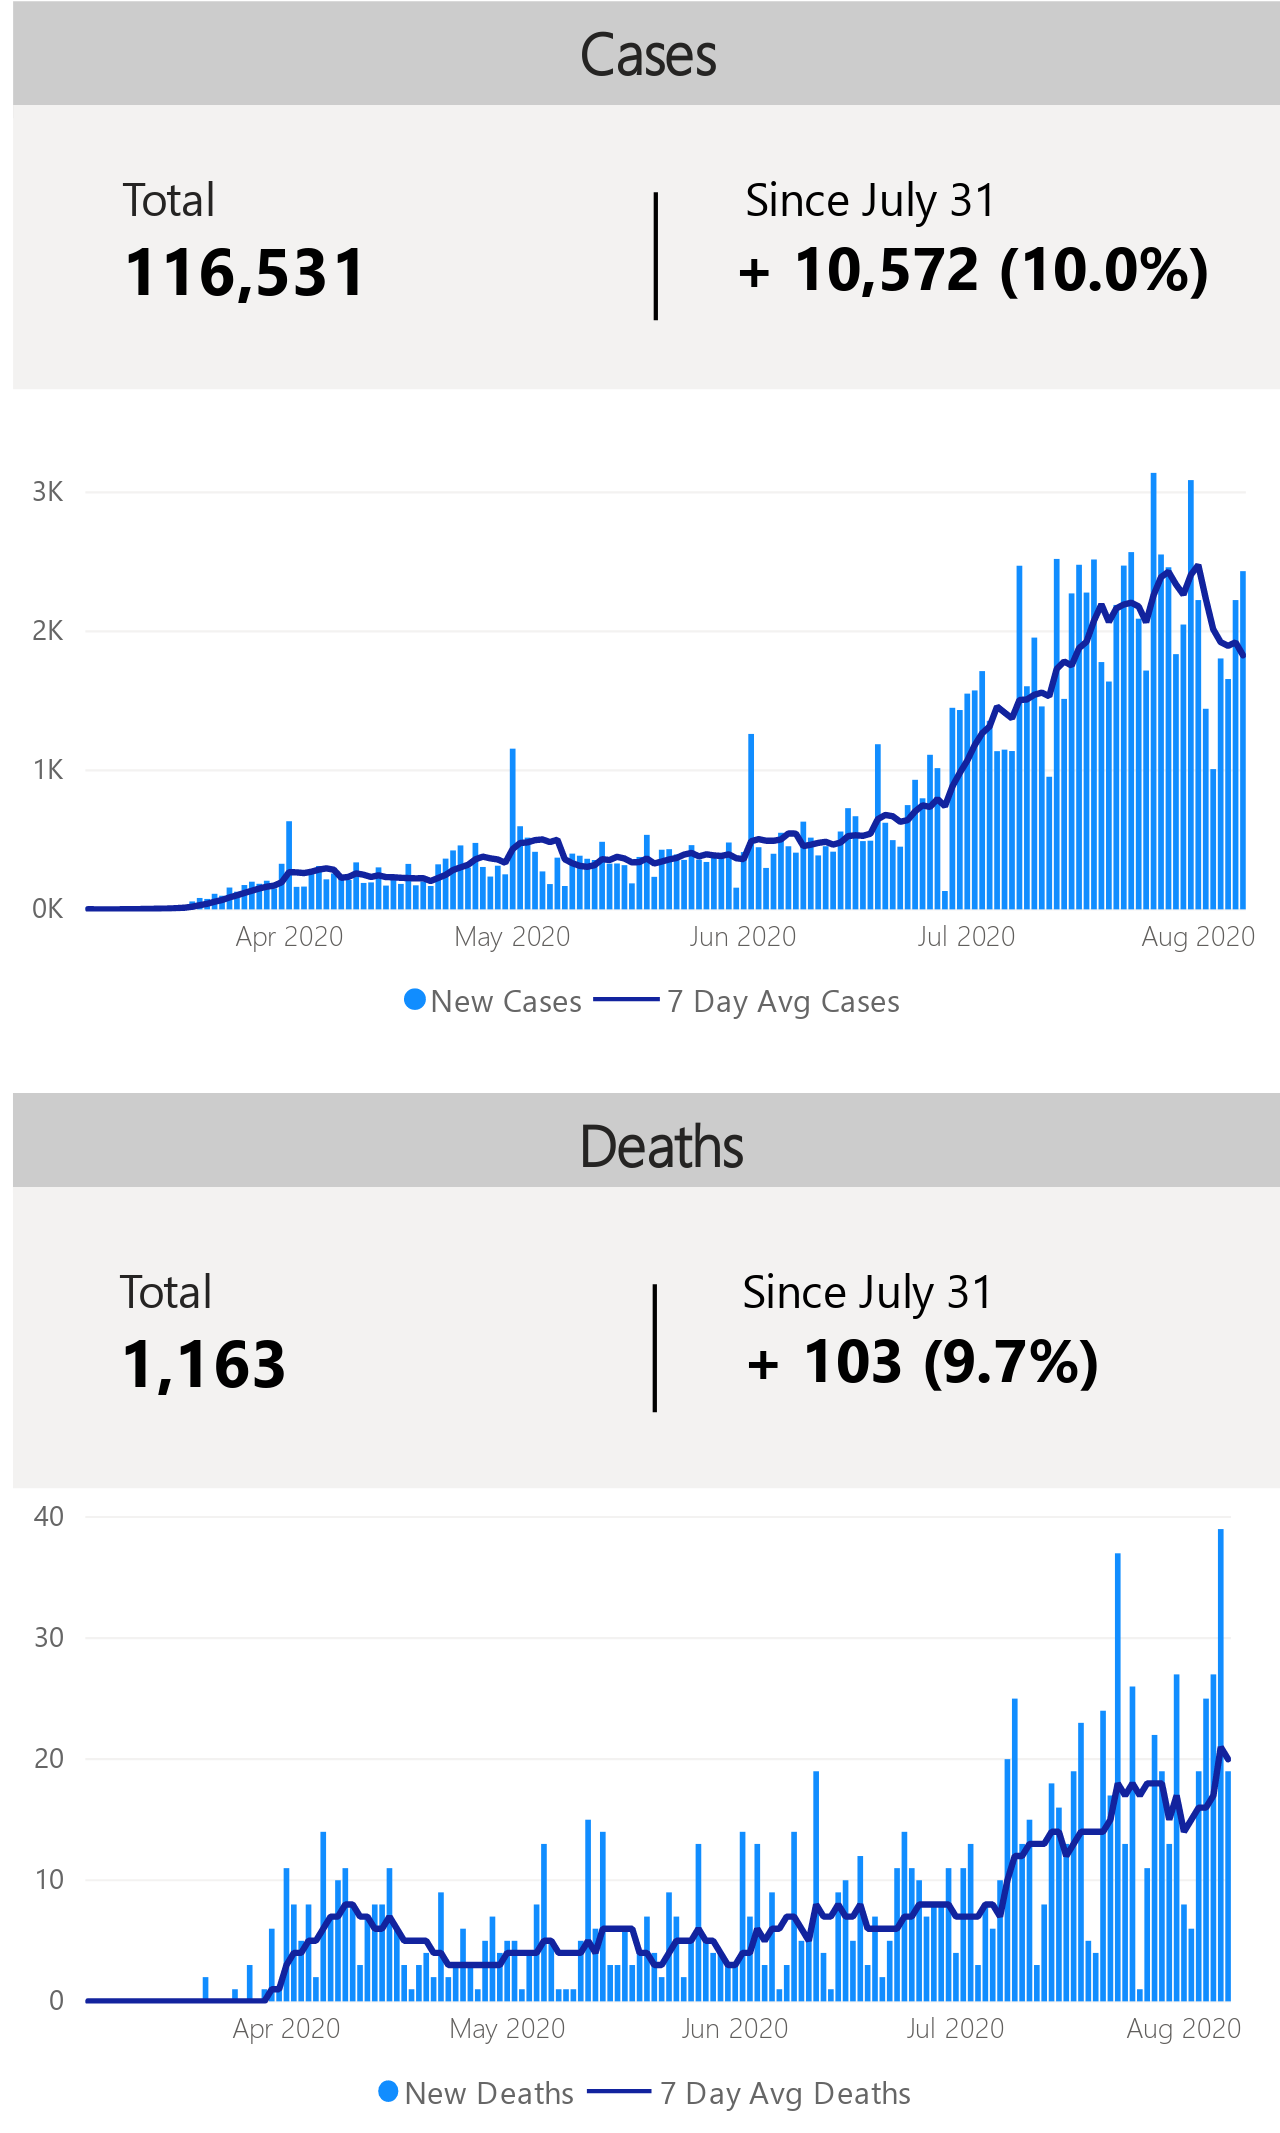 Cases
Total
Since July 31
116,531
+ 10,572 (10.0%)
3K
2K
1K
0K
Apr 2020
May 2020
Jun 2020
Jul 2020
Aug 2020
New Cases
7 Day Avg Cases
Deaths
Total
Since July 31
1,163
+ 103 (9.7%)
40
30
20
10
0
Apr 2020
May 2020
Jun 2020
Jul 2020
Aug 2020
New Deaths
7 Day Avg Deaths